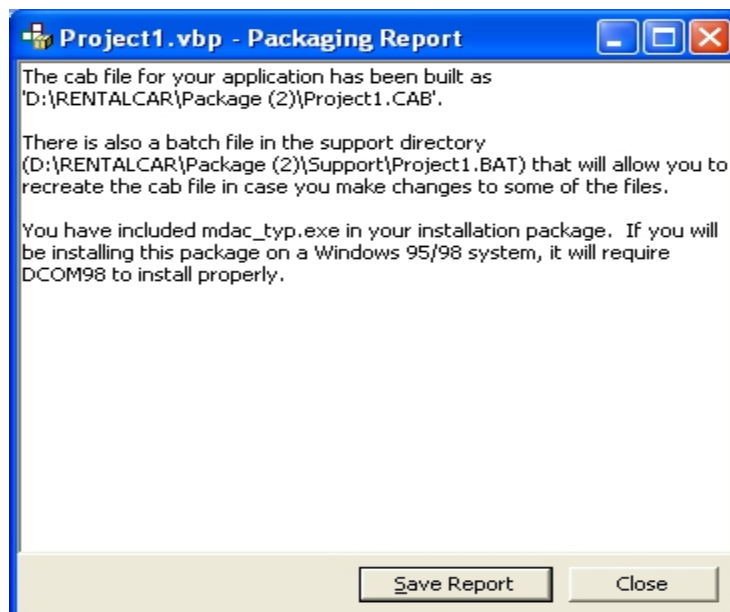 Project1.vbp - Packaging Report
The cab file for your application has been built as
'D:\RENTALCAR\Package (2)\Project1.CAB'.
There is also a batch file in the support directory
(D:\RENTALCAR\Package (2)\Support\Project1.BAT) that will allow you to
recreate the cab file in case you make changes to some of the files.
You have included mdac_typ.exe in your installation package.  If you will
be installing this package on a Windows 95/98 system, it will require
DCOM98 to install properly.
Save Report Close